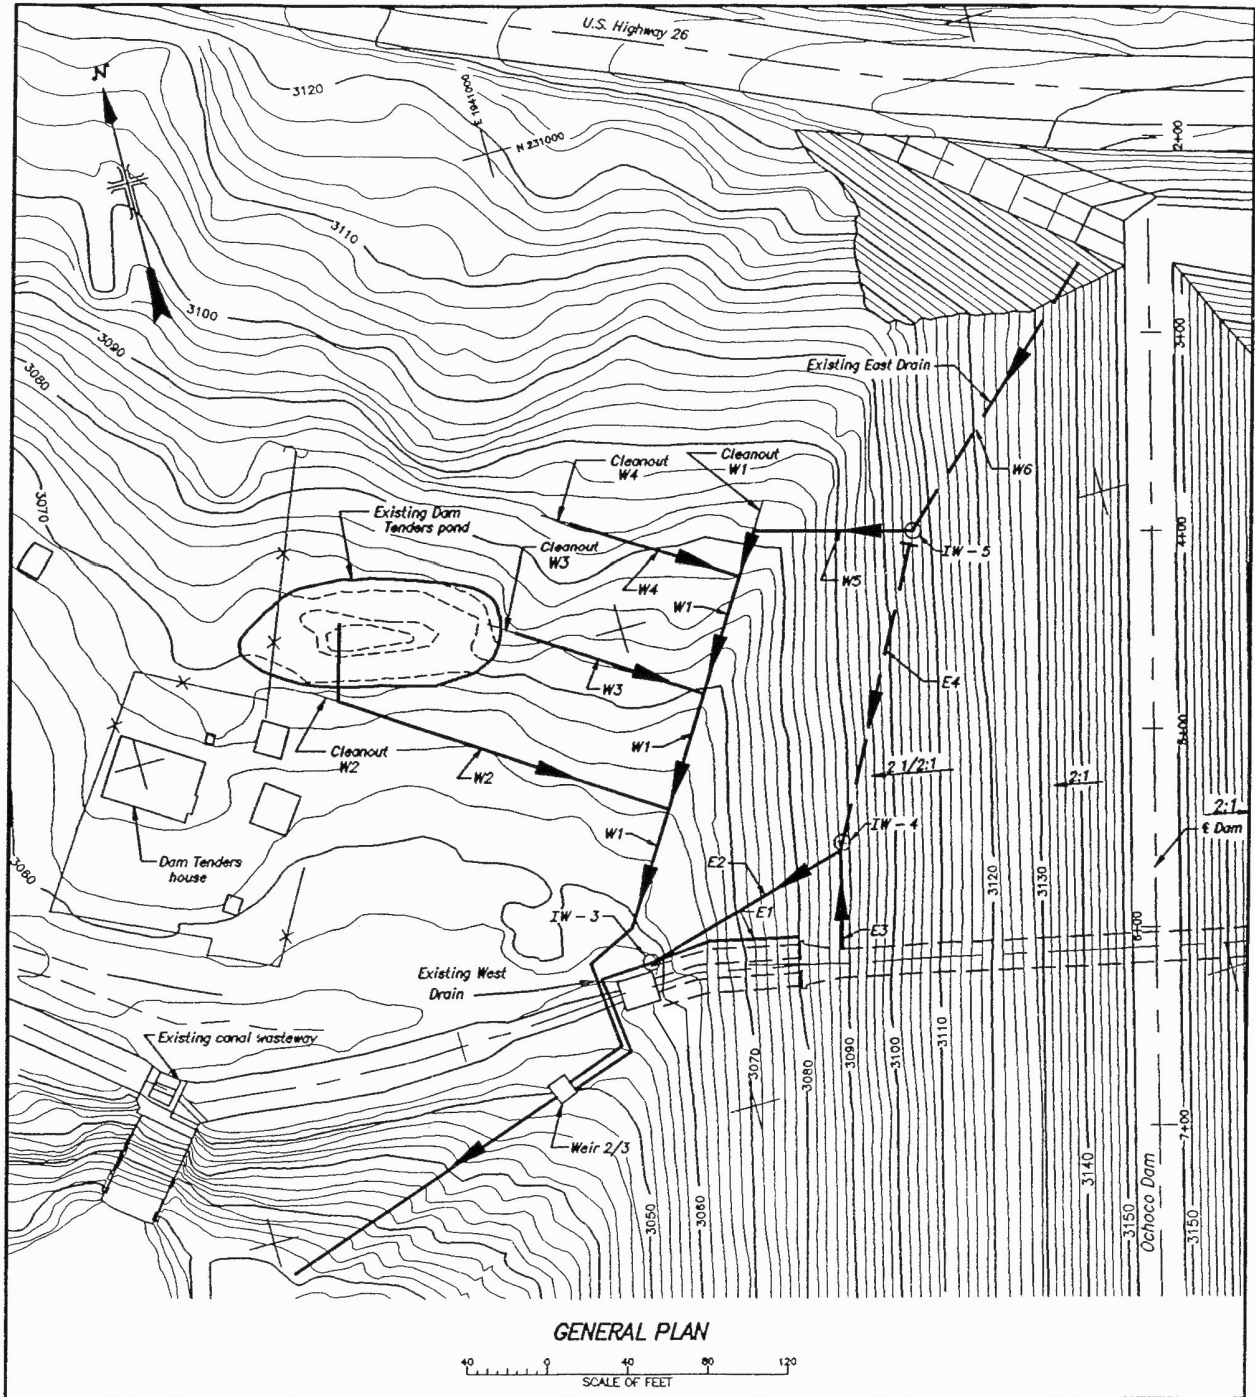 U.S. Highway 26
N
3120
E 1941000
N 231000
2+00
3110
3100
3090
3080
3+00
Existing East Drain
Cleanout
W4
Cleanout
W1
W6
3070
Existing Dam
Tenders pond
Cleanout
W3
4+00
IW-5
W5
W4
W1
W3
E4
W1
5+00
Cleanout
W2
W2
2 1/2:1
2:1
2:1
℄ Dam
W1
IW-4
Dam Tenders
house
3080
E2
3120
3130
IW-3
E1
E3
6+00
Existing West
Drain
Existing canal wasteway
3110
3100
3090
3080
3070
7+00
Weir 2/3
3140
3050
3060
3150
Ochoco Dam
3150
GENERAL PLAN
40 0 40 80 120
SCALE OF FEET